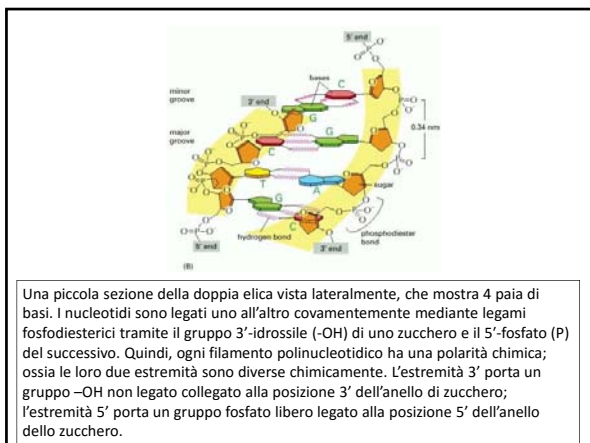 5' end
O=P-O⁻
O
bases
C
minor
groove
3' end
G
major
groove
C
G
0.34 nm
T
A
sugar
G
C
hydrogen bond
O=P-O⁻
5' end
3' end
phosphodiester
bond
(B)
Una piccola sezione della doppia elica vista lateralmente, che mostra 4 paia di
basi. I nucleotidi sono legati uno all’altro covamentemente mediante legami
fosfodiesterici tramite il gruppo 3’-idrossile (-OH) di uno zucchero e il 5’-fosfato (P)
del successivo. Quindi, ogni filamento polinucleotidico ha una polarità chimica;
ossia le loro due estremità sono diverse chimicamente. L’estremità 3’ porta un
gruppo –OH non legato collegato alla posizione 3’ dell’anello di zucchero;
l’estremità 5’ porta un gruppo fosfato libero legato alla posizione 5’ dell’anello
dello zucchero.